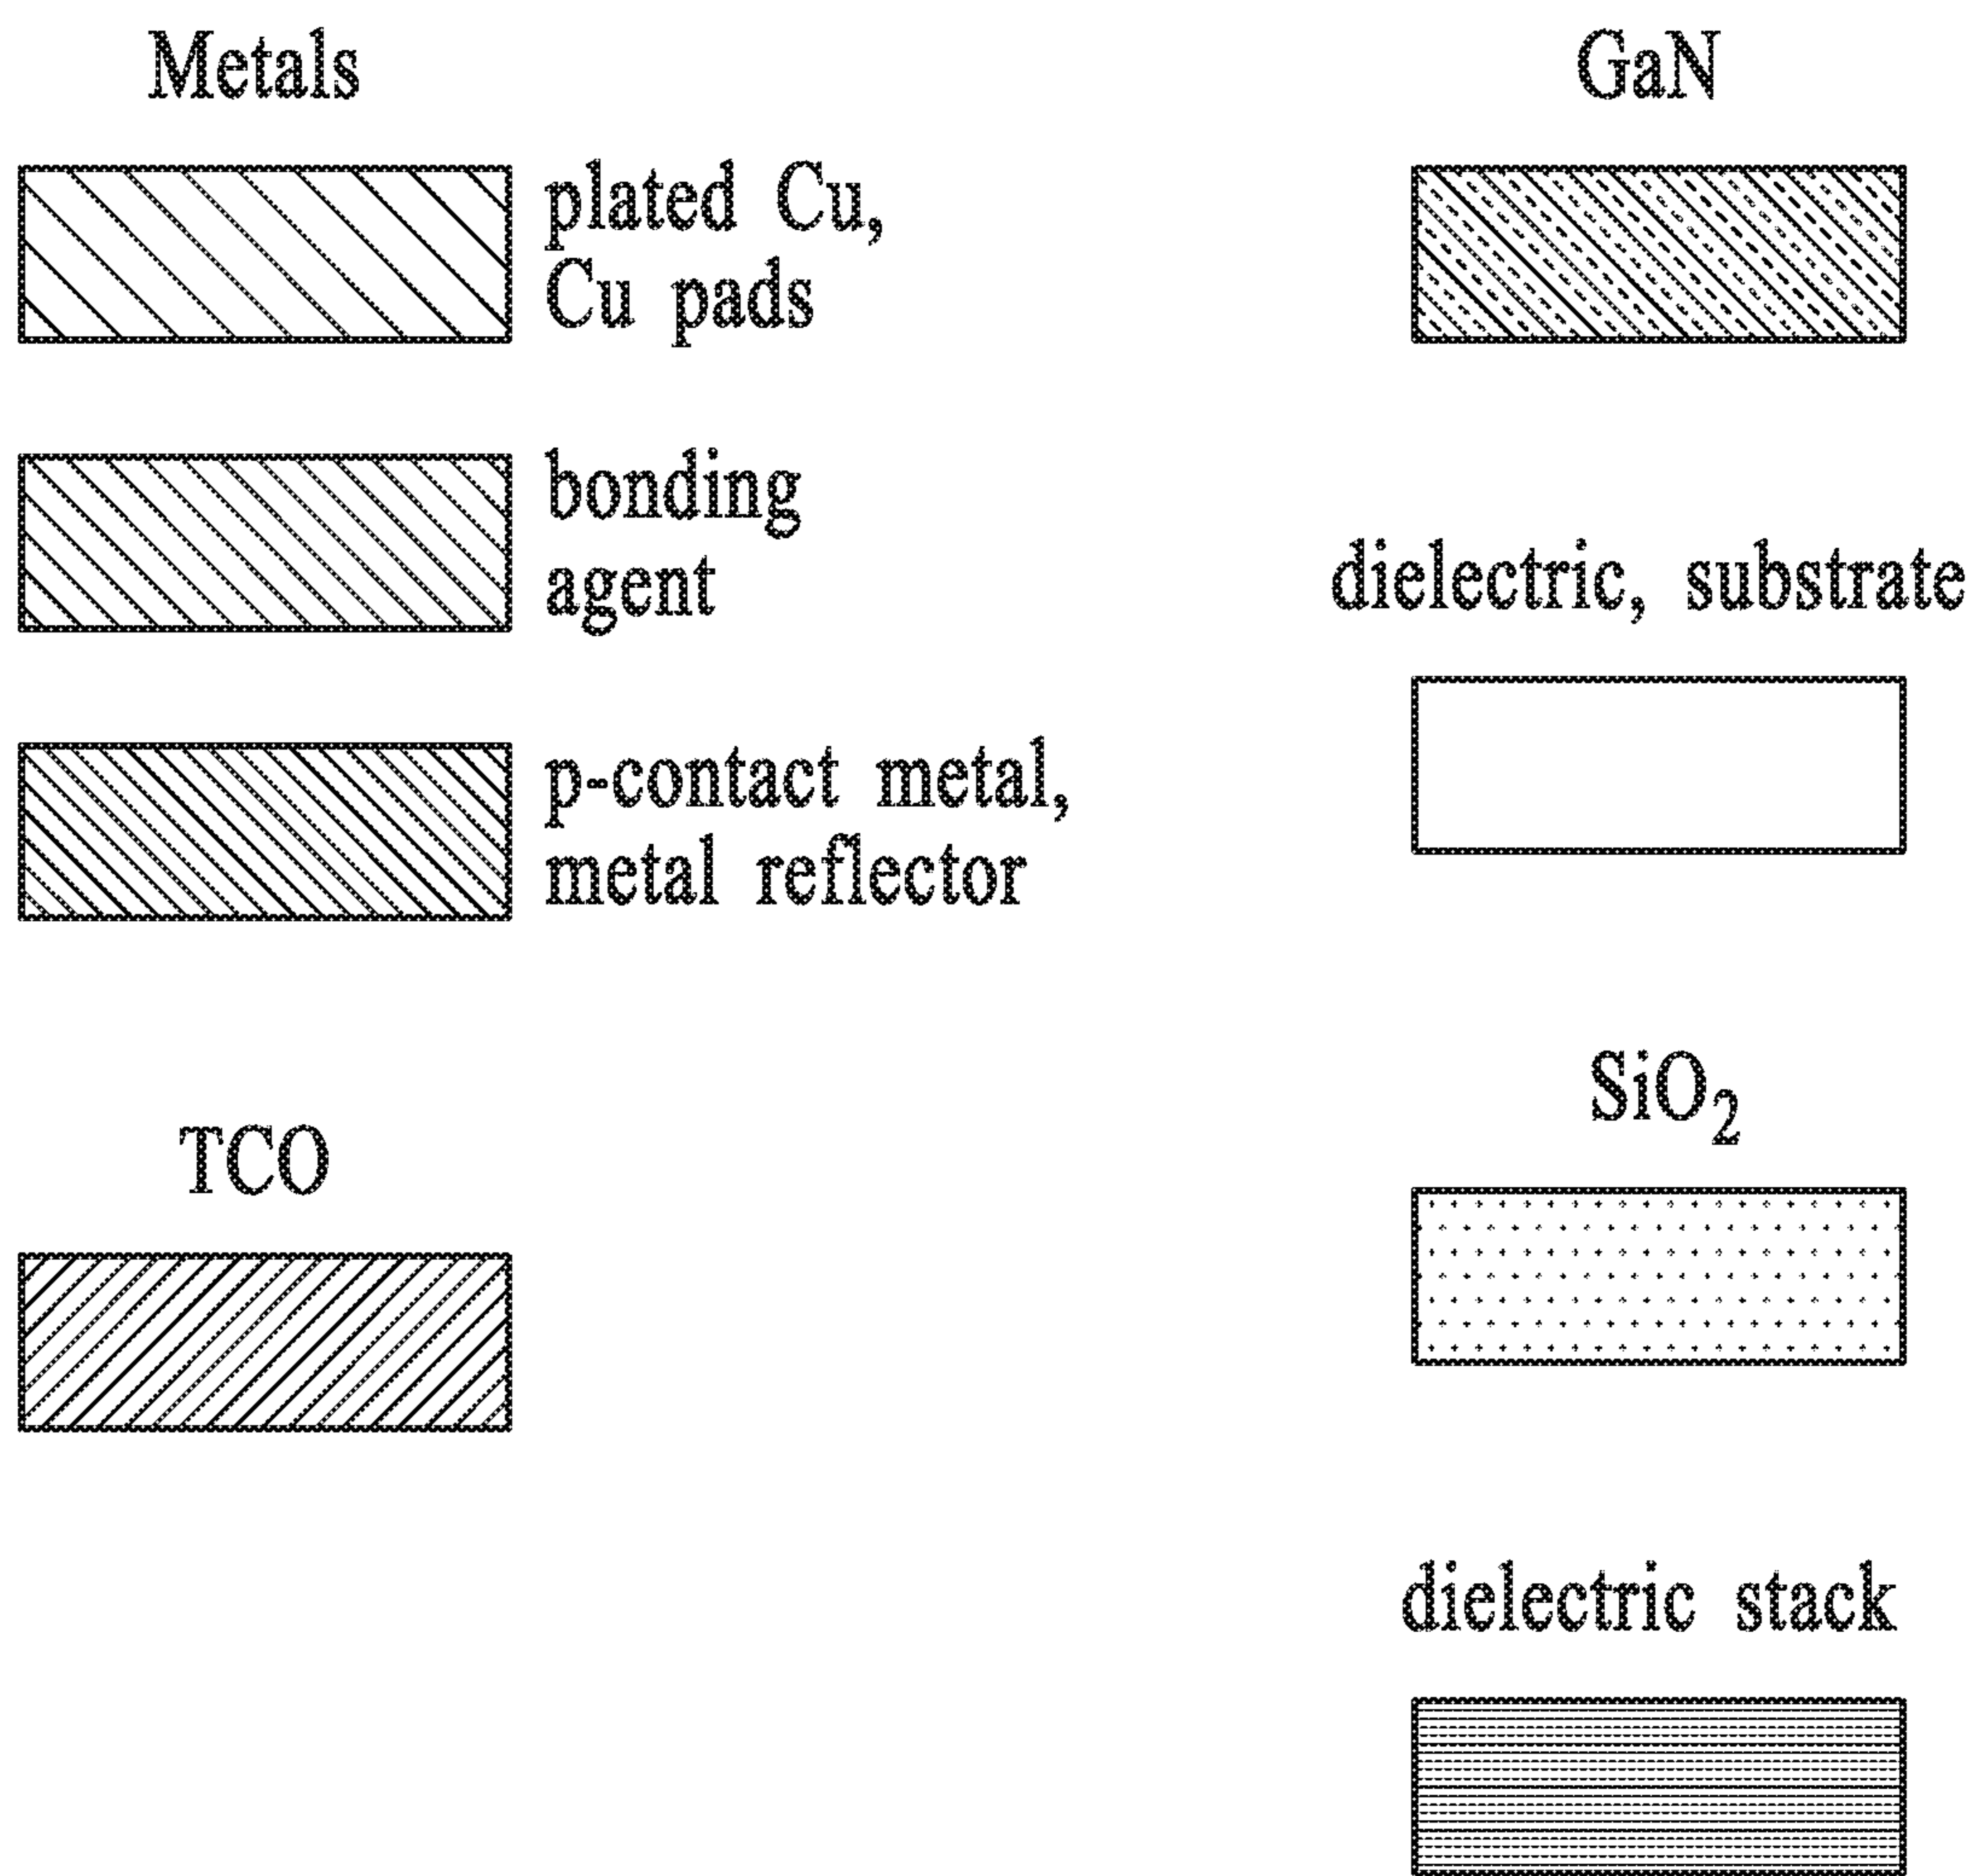 Metals
plated Cu,
Cu pads
bonding
agent
p-contact metal,
metal reflector
TCO
GaN
dielectric, substrate
SiO₂
dielectric stack